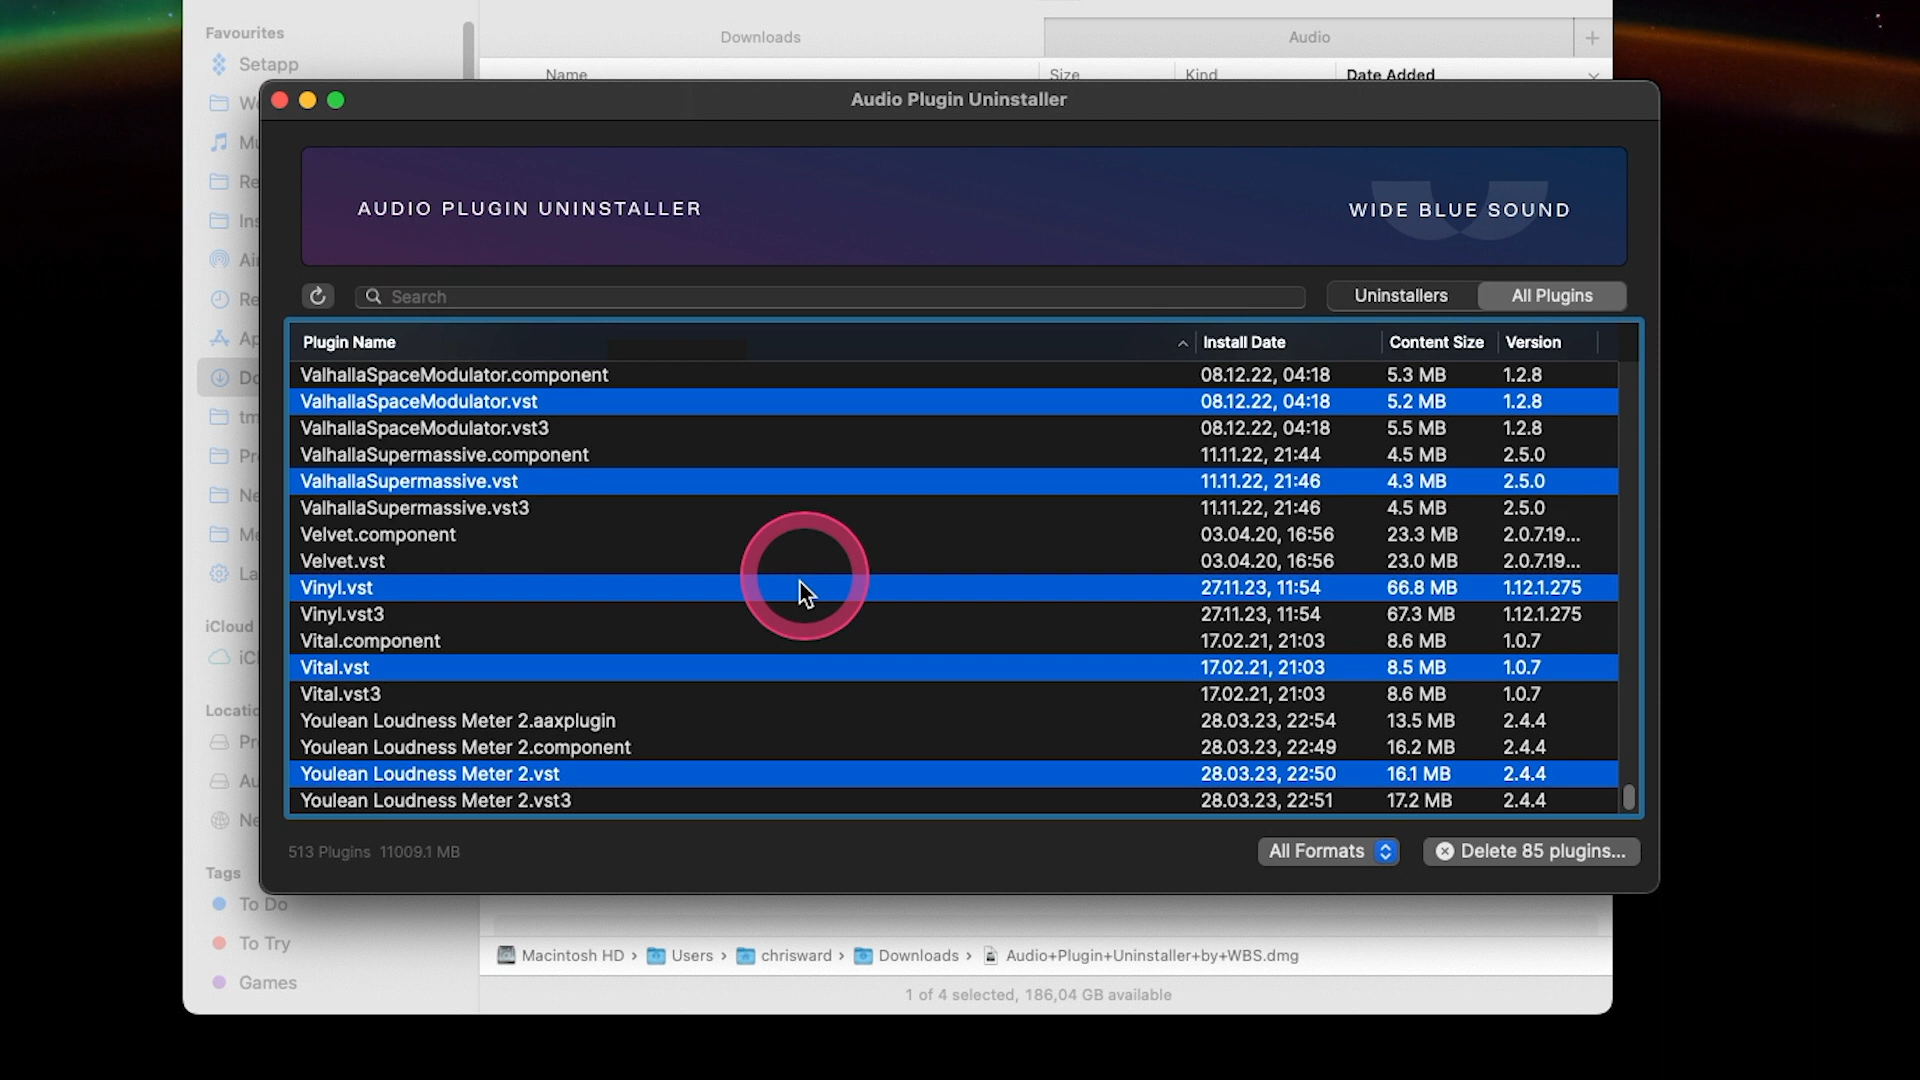 Favourites
Setapp
Downloads
Audio
Name
Size
Kind
Date Added
Audio Plugin Uninstaller
AUDIO PLUGIN UNINSTALLER
WIDE BLUE SOUND
Search
Uninstallers
All Plugins
Plugin Name Install Date Content Size Version
ValhallaSpaceModulator.component 08.12.22, 04:18 5.3 MB 1.2.8
ValhallaSpaceModulator.vst 08.12.22, 04:18 5.2 MB 1.2.8
ValhallaSpaceModulator.vst3 08.12.22, 04:18 5.5 MB 1.2.8
ValhallaSupermassive.component 11.11.22, 21:44 4.5 MB 2.5.0
ValhallaSupermassive.vst 11.11.22, 21:46 4.3 MB 2.5.0
ValhallaSupermassive.vst3 11.11.22, 21:46 4.5 MB 2.5.0
Velvet.component 03.04.20, 16:56 23.3 MB 2.0.7.19...
Velvet.vst 03.04.20, 16:56 23.0 MB 2.0.7.19...
Vinyl.vst 27.11.23, 11:54 66.8 MB 1.12.1.275
Vinyl.vst3 27.11.23, 11:54 67.3 MB 1.12.1.275
Vital.component 17.02.21, 21:03 8.6 MB 1.0.7
Vital.vst 17.02.21, 21:03 8.5 MB 1.0.7
Vital.vst3 17.02.21, 21:03 8.6 MB 1.0.7
Youlean Loudness Meter 2.aaxplugin 28.03.23, 22:54 13.5 MB 2.4.4
Youlean Loudness Meter 2.component 28.03.23, 22:49 16.2 MB 2.4.4
Youlean Loudness Meter 2.vst 28.03.23, 22:50 16.1 MB 2.4.4
Youlean Loudness Meter 2.vst3 28.03.23, 22:51 17.2 MB 2.4.4
513 Plugins 11009.1 MB
All Formats
Delete 85 plugins...
iCloud
Tags
To Do
To Try
Games
Macintosh HD › Users › chrisward › Downloads › Audio+Plugin+Uninstaller+by+WBS.dmg
1 of 4 selected, 186,04 GB available